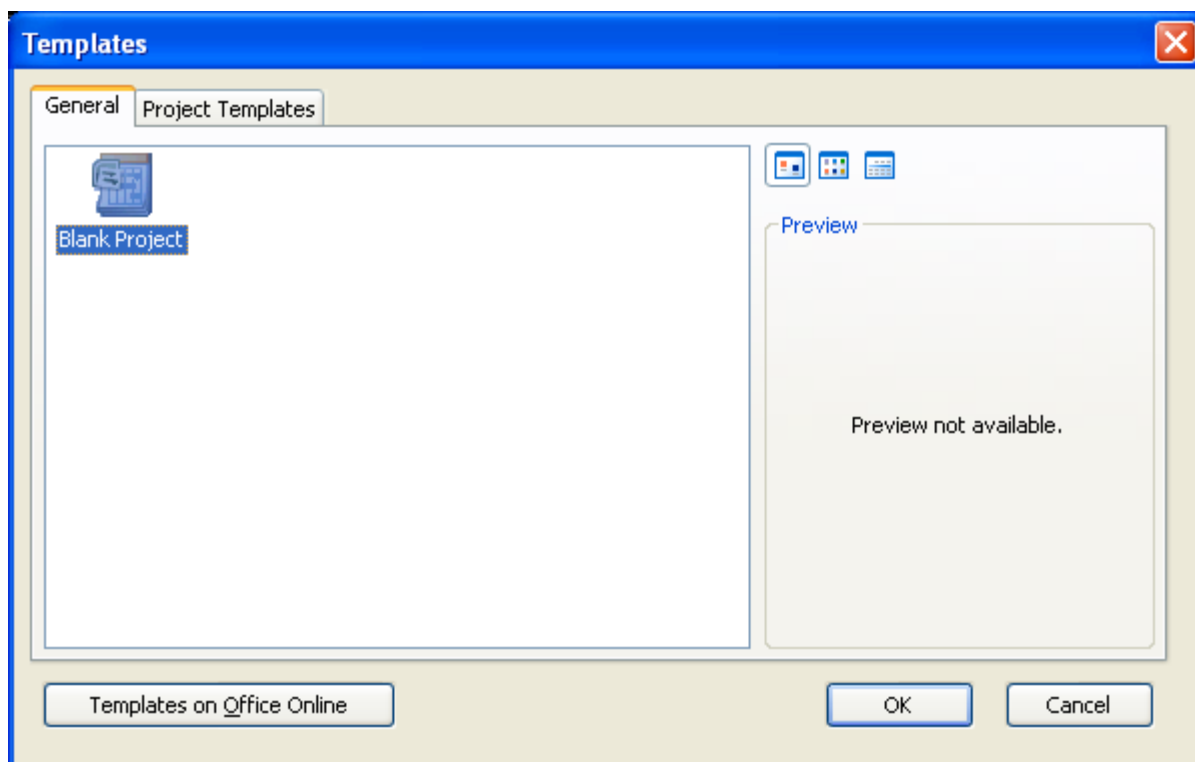 Templates
General
Project Templates
Blank Project
Preview
Preview not available.
Templates on Office Online
OK
Cancel